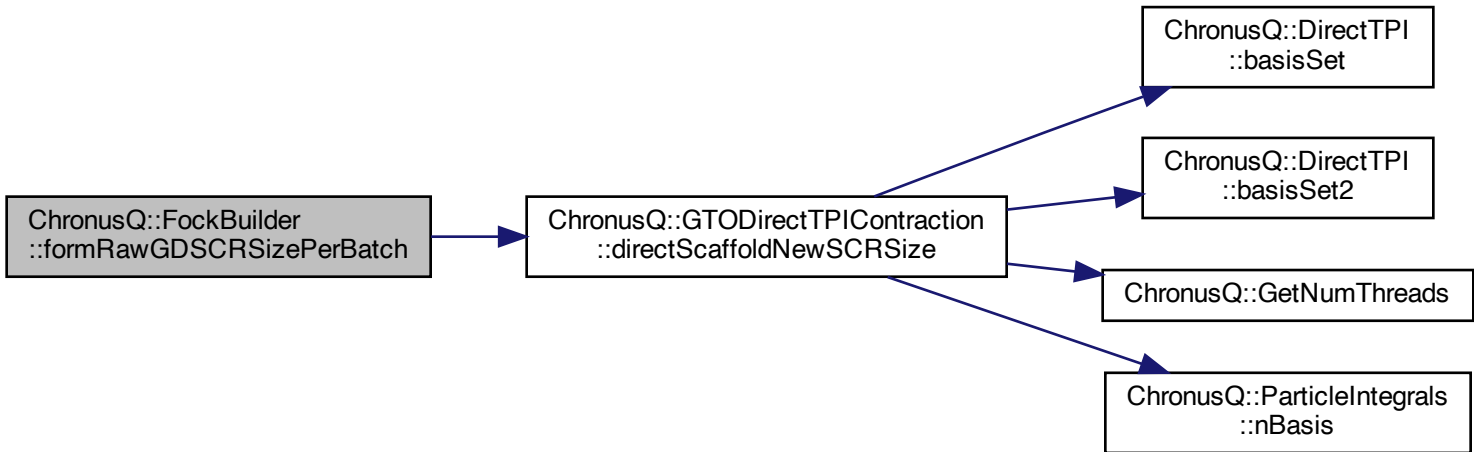 ChronusQ::FockBuilder
::formRawGDSCRSizePerBatch
ChronusQ::GTODirectTPIContraction
::directScaffoldNewSCRSize
ChronusQ::DirectTPI
::basisSet
ChronusQ::DirectTPI
::basisSet2
ChronusQ::GetNumThreads
ChronusQ::ParticleIntegrals
::nBasis